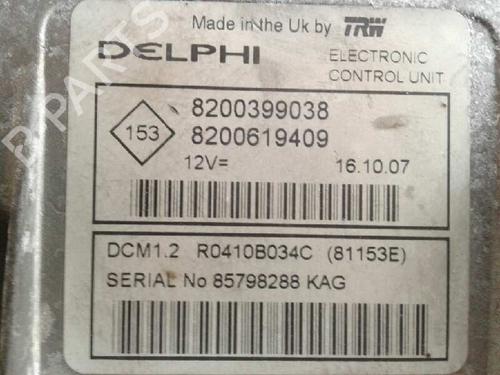 Made in the Uk by TRW
DELPHI
ELECTRONIC
CONTROL UNIT
153
8200399038
8200619409
12V=
16.10.07
DCM1.2 R0410B034C (81153E)
SERIAL No 85798288 KAG
B-PARTS